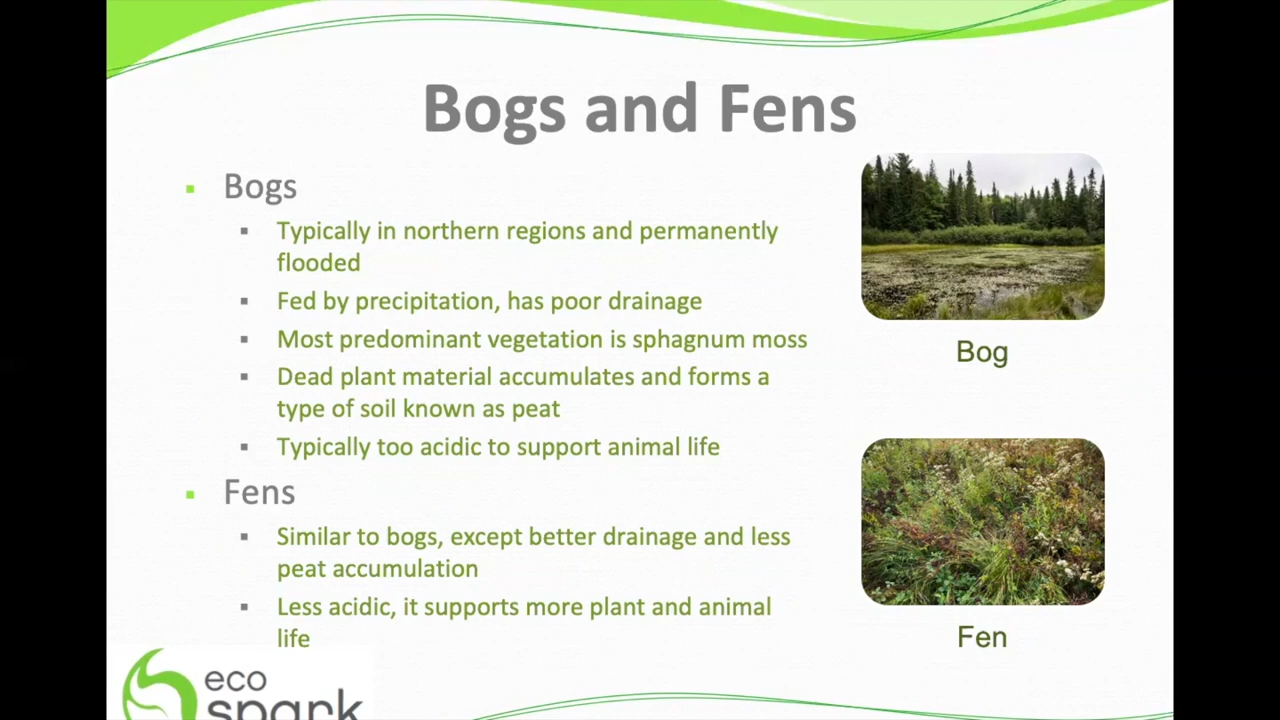 Bogs and Fens
Bogs
Typically in northern regions and permanently
flooded
Fed by precipitation, has poor drainage
Most predominant vegetation is sphagnum moss
Dead plant material accumulates and forms a
type of soil known as peat
Typically too acidic to support animal life
Fens
Similar to bogs, except better drainage and less
peat accumulation
Less acidic, it supports more plant and animal
life
Bog
Fen
eco
spark